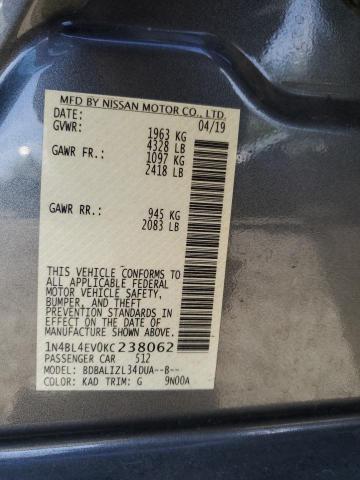 MFD BY NISSAN MOTOR CO., LTD.
DATE: 04/19
GVWR: 1963 KG
4328 LB
GAWR FR.: 1097 KG
2418 LB
GAWR RR.: 945 KG
2083 LB
THIS VEHICLE CONFORMS TO
ALL APPLICABLE FEDERAL
MOTOR VEHICLE SAFETY,
BUMPER, AND THEFT
PREVENTION STANDARDS
IN EFFECT ON THE DATE OF
MANUFACTURE SHOWN ABOVE.
1N4BL4EV0KC238062
PASSENGER CAR 512
MODEL: BDBALIZL34DUA--B--
COLOR: KAD TRIM: G 9N00A